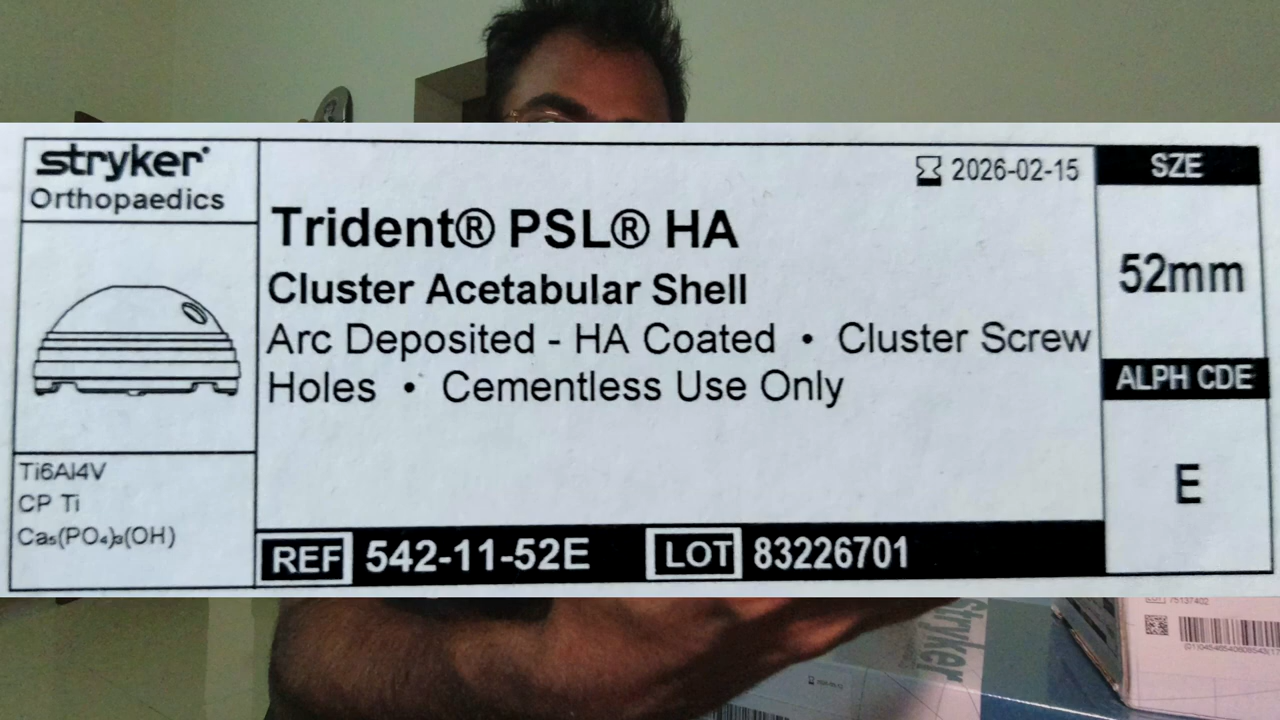 stryker
Orthopaedics
2026-02-15
Trident® PSL® HA
Cluster Acetabular Shell
Arc Deposited - HA Coated • Cluster Screw
Holes • Cementless Use Only
SZE
52mm
ALPH CDE
E
Ti6Al4V
CP Ti
Ca₅(PO₄)₃(OH)
REF 542-11-52E LOT 83226701
stryker
75137402